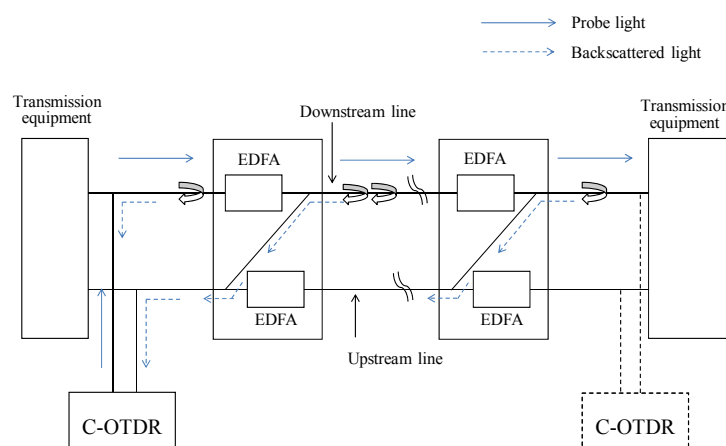 Probe light
Backscattered light
Transmission
equipment
Downstream line
Transmission
equipment
EDFA
EDFA
EDFA
EDFA
Upstream line
C-OTDR
C-OTDR